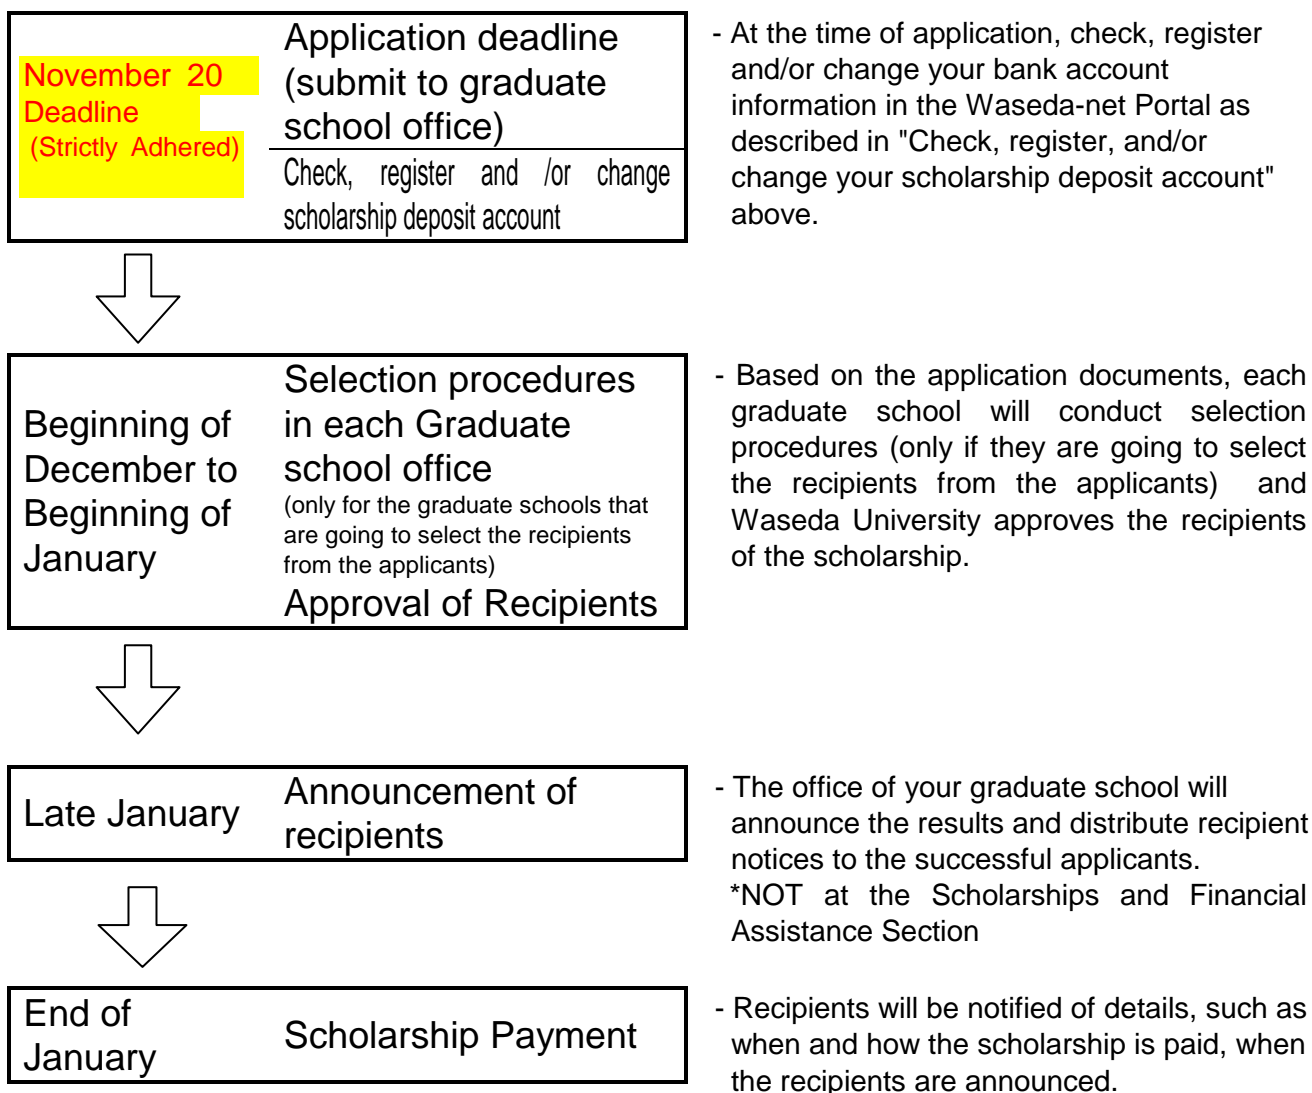 November 20
Deadline
(Strictly Adhered)
Application deadline
(submit to graduate
school office)
Check, register and /or change
scholarship deposit account
- At the time of application, check, register
and/or change your bank account
information in the Waseda-net Portal as
described in "Check, register, and/or
change your scholarship deposit account"
above.
Beginning of
December to
Beginning of
January
Selection procedures
in each Graduate
school office
(only for the graduate schools that
are going to select the recipients
from the applicants)
Approval of Recipients
- Based on the application documents, each
graduate school will conduct selection
procedures (only if they are going to select
the recipients from the applicants) and
Waseda University approves the recipients
of the scholarship.
Late January
Announcement of
recipients
- The office of your graduate school will
announce the results and distribute recipient
notices to the successful applicants.
*NOT at the Scholarships and Financial
Assistance Section
End of
January
Scholarship Payment
- Recipients will be notified of details, such as
when and how the scholarship is paid, when
the recipients are announced.